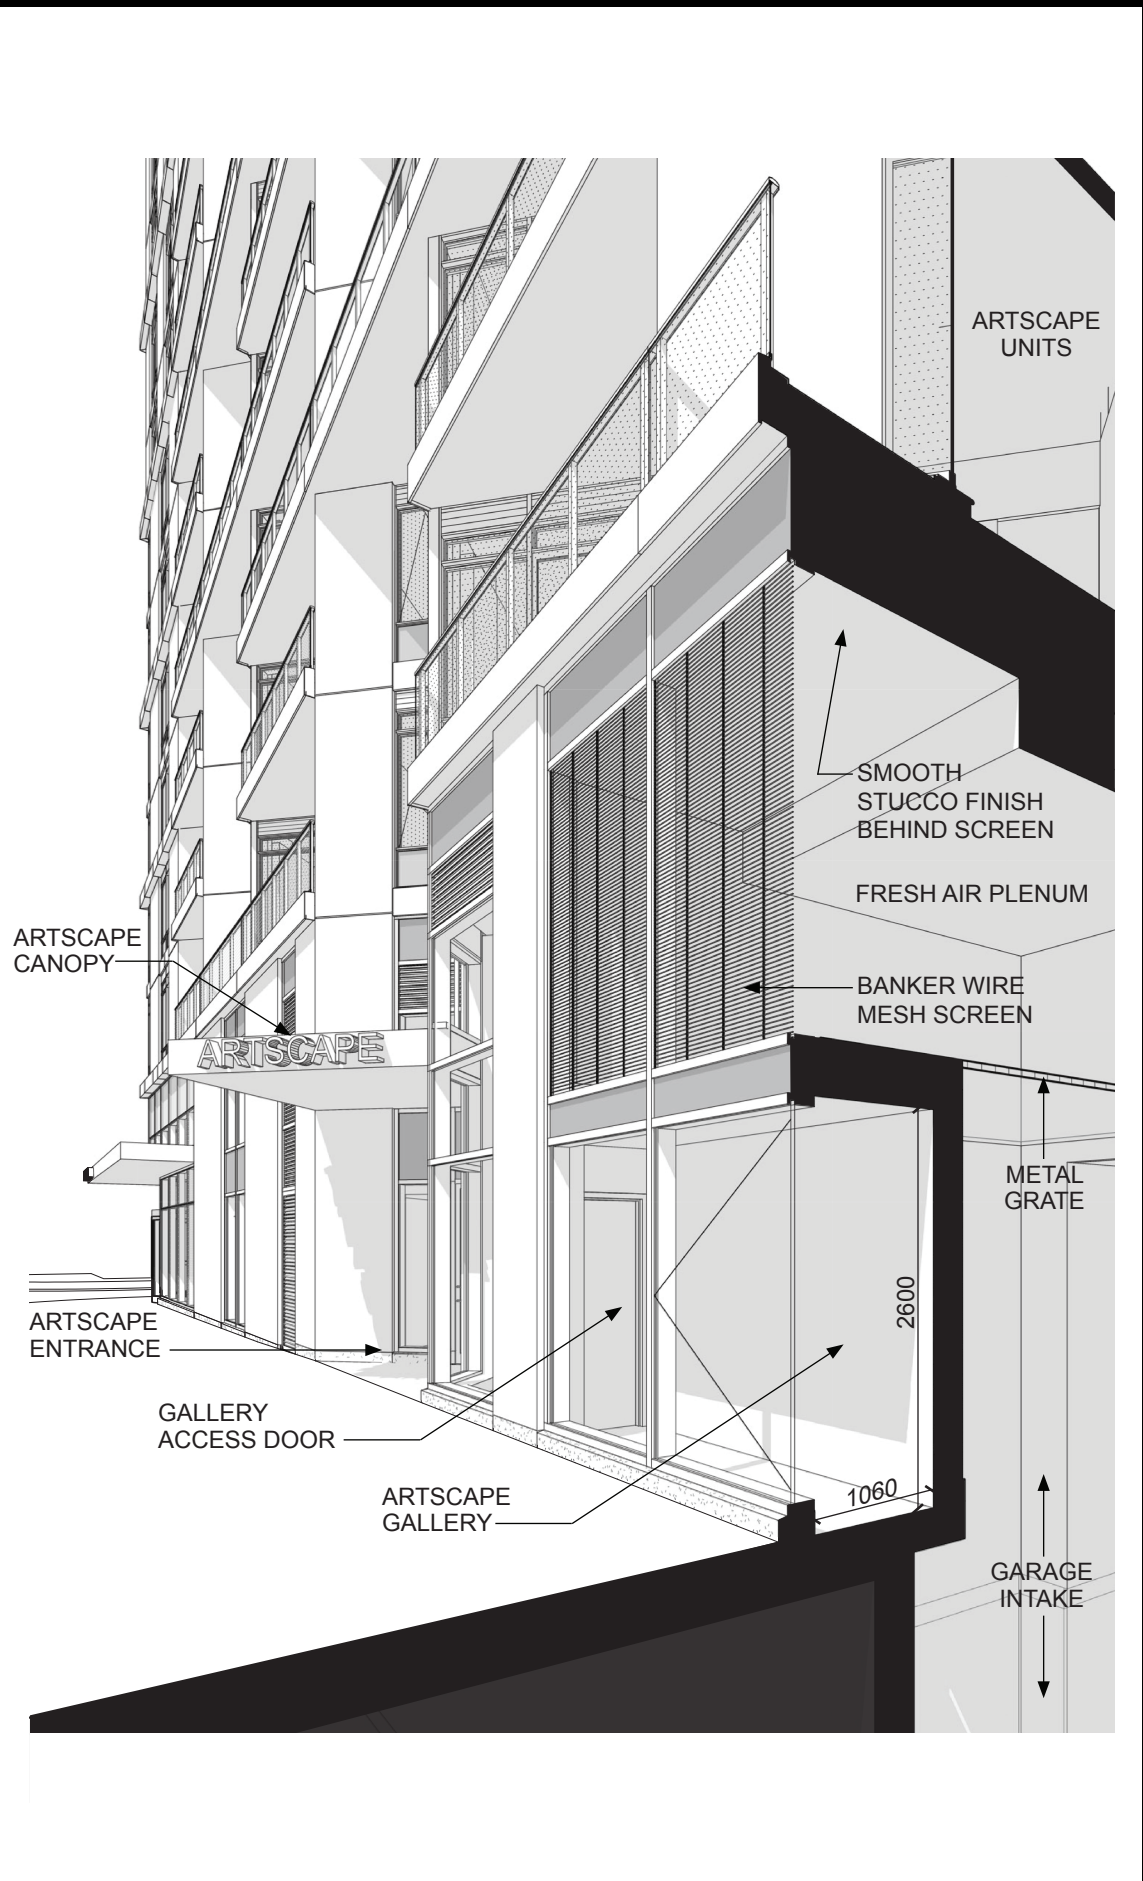 ARTSCAPE
UNITS
SMOOTH
STUCCO FINISH
BEHIND SCREEN
FRESH AIR PLENUM
ARTSCAPE
CANOPY
BANKER WIRE
MESH SCREEN
ARTSCAPE
METAL
GRATE
2600
ARTSCAPE
ENTRANCE
GALLERY
ACCESS DOOR
ARTSCAPE
GALLERY
1060
GARAGE
INTAKE